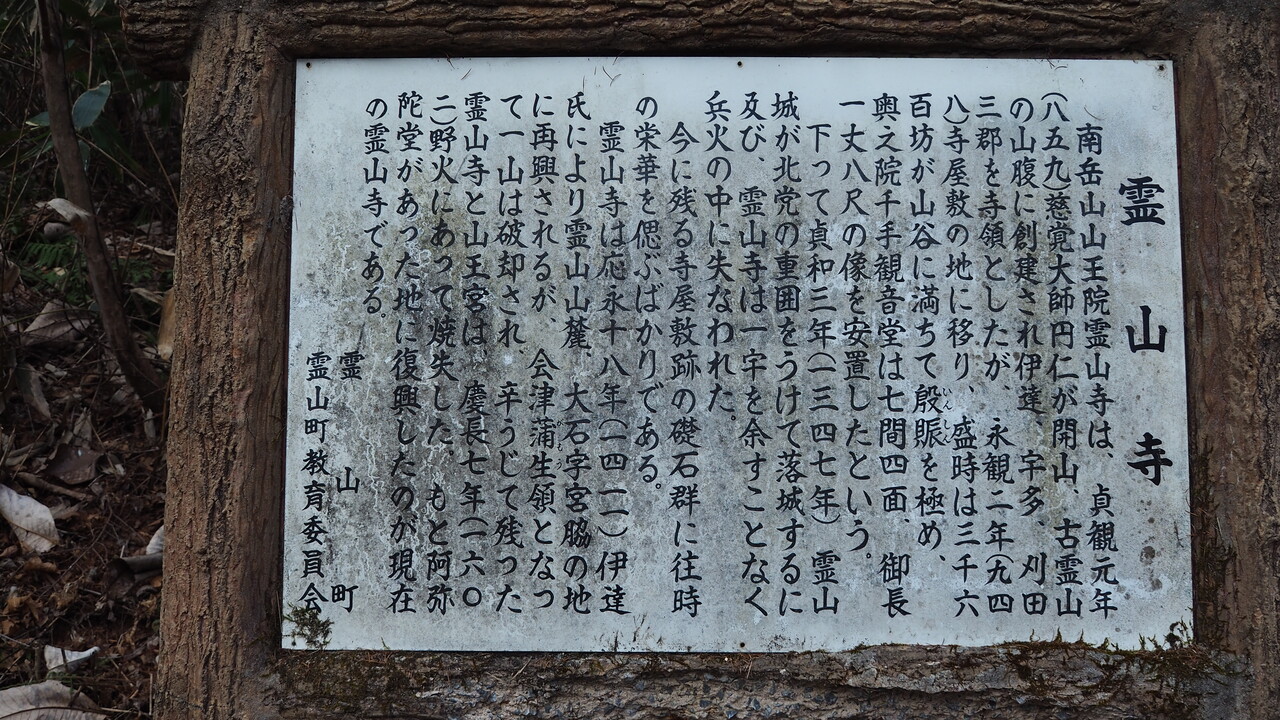 霊山寺
南岳山山王院霊山寺は、貞観元年
(八五九)慈覚大師円仁が開山、古霊山
の山腹に創建され伊達、宇多、刈田
三郡を寺領としたが、永観二年(九四
八)寺屋敷の地に移り、盛時は三千六
百坊が山谷に満ちて殷賑を極め、
いんしん
奥之院千手観音堂は七間四面、御長
一丈八尺の像を安置したという。
下って貞和三年(一三四七年)霊山
城が北党の重囲をうけて落城するに
及び、霊山寺は一宇を余すことなく
兵火の中に失なわれた。
今に残る寺屋敷跡の礎石群に往時
の栄華を偲ぶばかりである。
霊山寺は応永十八年(一四一一)伊達
氏により霊山山麓、大石字宮脇の地
に再興されるが、会津蒲生領となっ
て一山は破却され、辛うじて残った
霊山寺と山王宮は、慶長七年(一六〇
二)野火にあって焼失した。もと阿弥
陀堂があった地に復興したのが現在
の霊山寺である。
霊山町
霊山町教育委員会